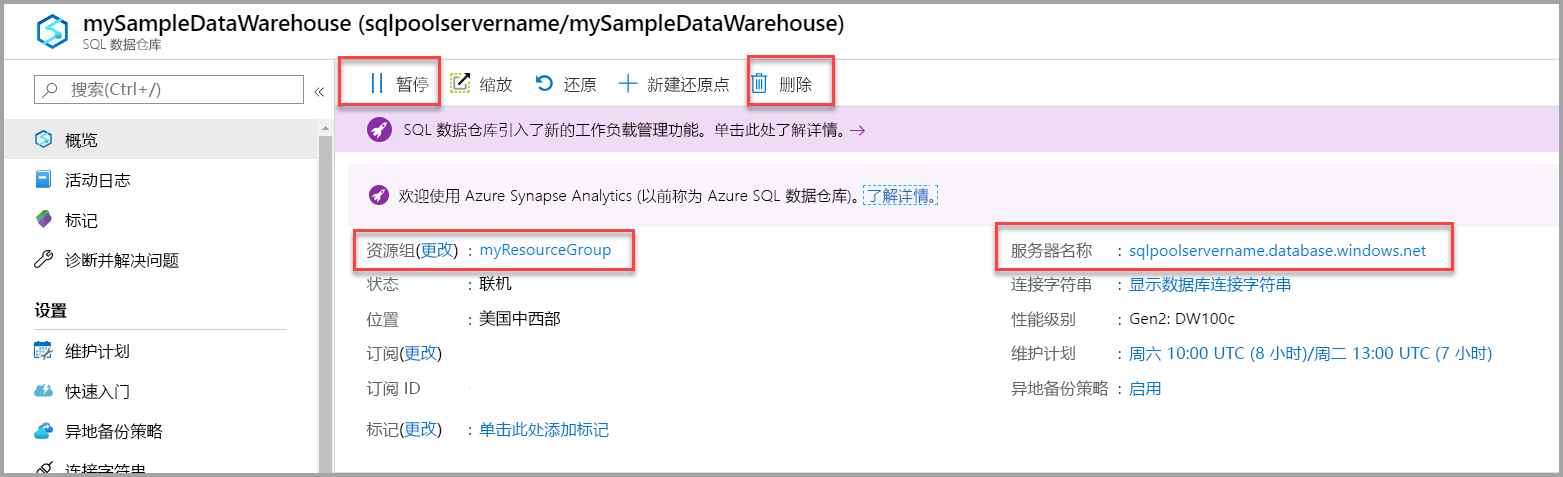 mySampleDataWarehouse (sqlpoolservername/mySampleDataWarehouse)
SQL 数据仓库
搜索(Ctrl+/)
«
暂停
缩放
还原
新建还原点
删除
SQL 数据仓库引入了新的工作负载管理功能。单击此处了解详情。→
欢迎使用 Azure Synapse Analytics (以前称为 Azure SQL 数据仓库)。了解详情。
概览
活动日志
标记
诊断并解决问题
设置
维护计划
快速入门
异地备份策略
连接字符串
资源组(更改) : myResourceGroup
状态 : 联机
位置 : 美国中西部
订阅(更改)
订阅 ID
标记(更改) : 单击此处添加标记
服务器名称 : sqlpoolservername.database.windows.net
连接字符串 : 显示数据库连接字符串
性能级别 : Gen2: DW100c
维护计划 : 周六 10:00 UTC (8 小时)/周二 13:00 UTC (7 小时)
异地备份策略 : 启用